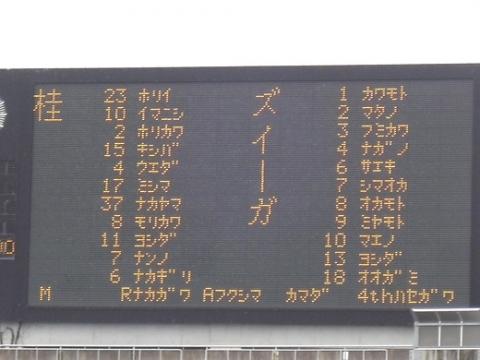 桂
23 ホリイ
10 イマニシ
2 ホリカワ
15 キシバ
4 ウエダ
17 ミシマ
37 ナカヤマ
8 モリカワ
11 ヨシダ
7 ナンノ
6 ナカギリ
ズイーガ
1 カワモト
2 マタノ
3 フミカワ
4 ナガノ
6 サエキ
7 シマオカ
8 オカモト
9 ミヤモト
10 マエノ
13 ヨシダ
18 オオガミ
M Rナカガワ Aフクシマ カマダ 4thハセガワ